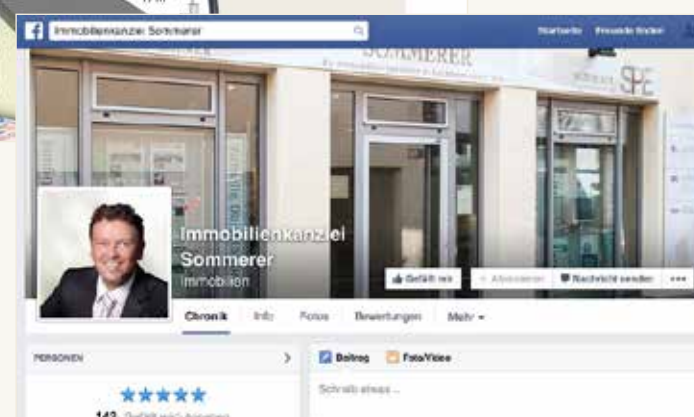 Immobilienkanzlei Sommerer
Startseite Freunde finden
SOMMERER
Immobilienkanzlei
Sommerer
Immobilien
Gefällt mir + Abonnieren Nachricht senden
Chronik Info Fotos Bewertungen Mehr
PERSONEN
Beitrag Foto/Video
Schreib etwas ...
142